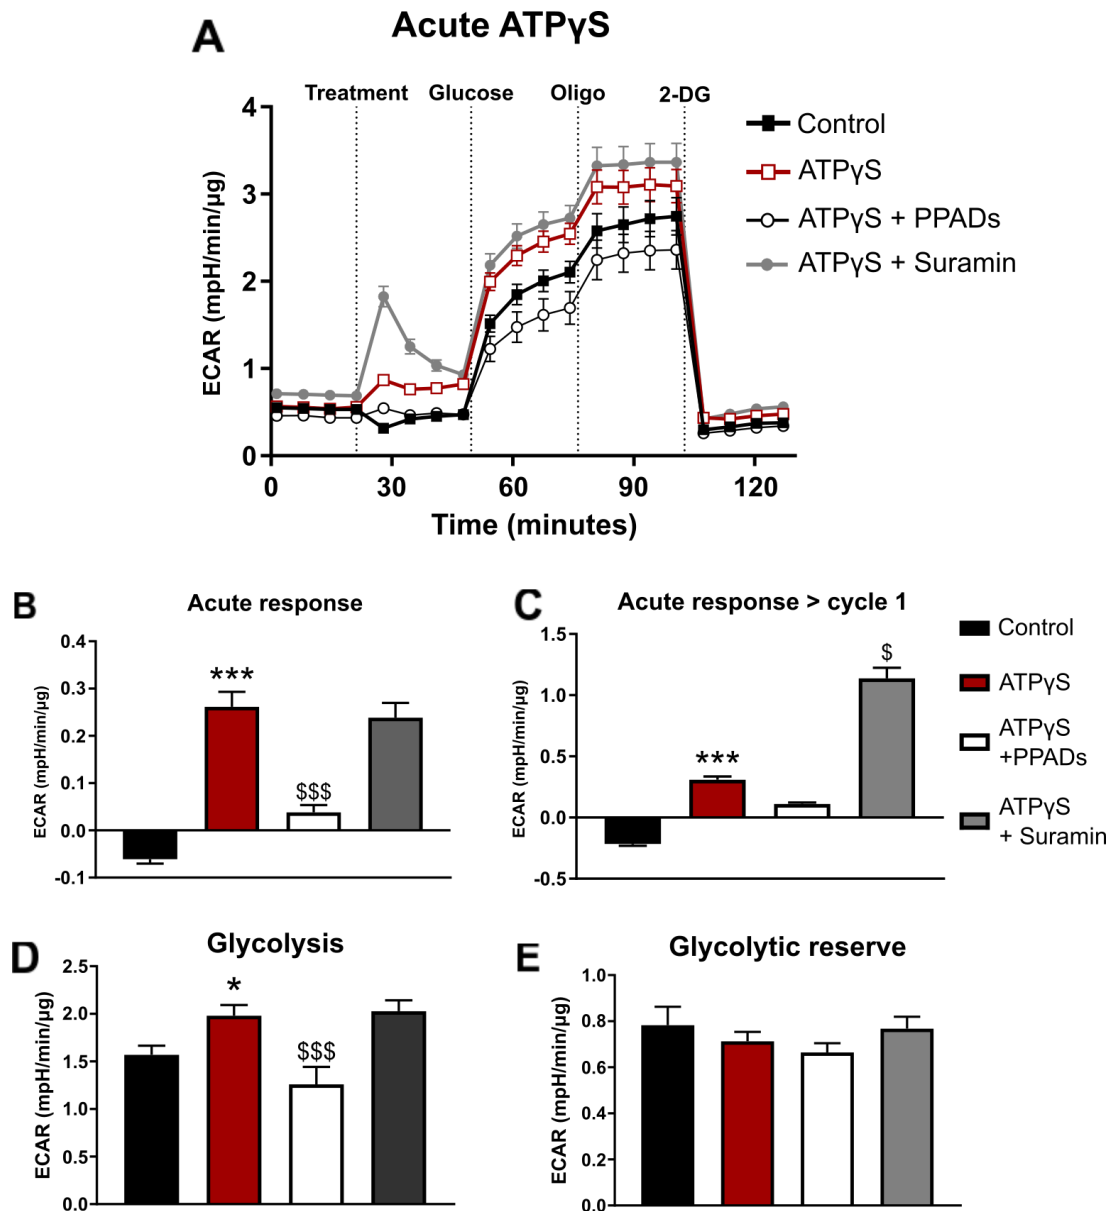 A
Acute ATPγS
Treatment Glucose Oligo 2-DG
4
3
2
1
0
ECAR (mpH/min/µg)
0 30 60 90 120
Time (minutes)
Control
ATPγS
ATPγS + PPADs
ATPγS + Suramin
B
Acute response
0.4
0.3
0.2
0.1
0.0
-0.1
ECAR (mpH/min/µg)
***
$$$
C
Acute response > cycle 1
1.5
1.0
0.5
0.0
-0.5
ECAR (mpH/min/µg)
***
$
Control
ATPγS
ATPγS
+PPADs
ATPγS
+ Suramin
D
Glycolysis
2.5
2.0
1.5
1.0
0.5
0.0
ECAR (mpH/min/µg)
*
$$$
E
Glycolytic reserve
1.0
0.8
0.6
0.4
0.2
0.0
ECAR (mpH/min/µg)